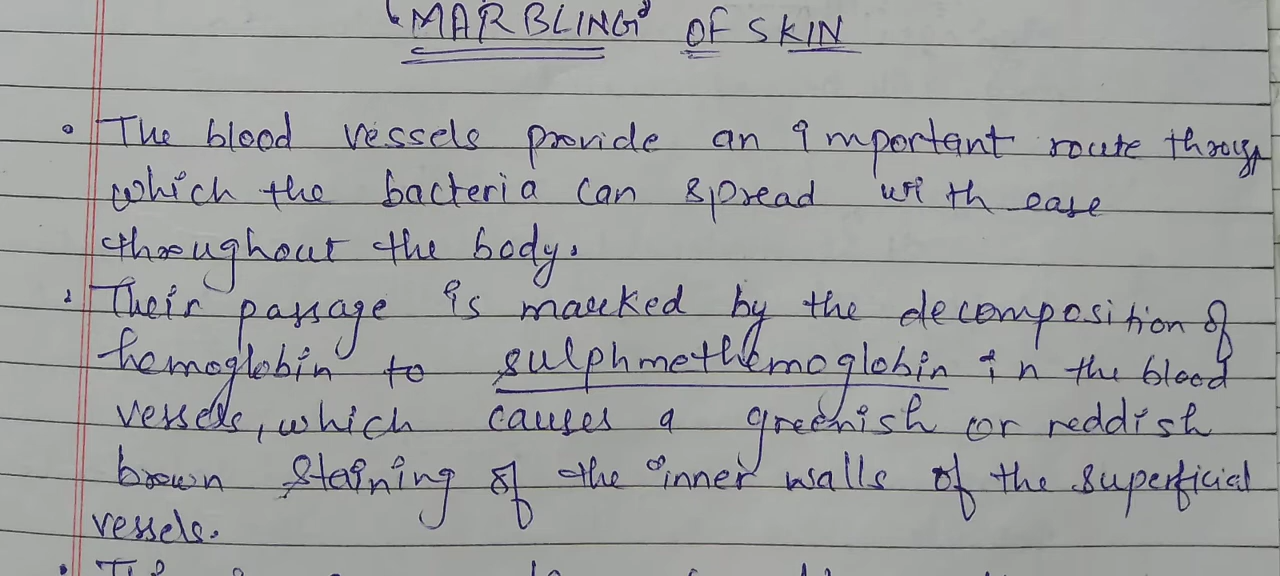 'MARBLING' OF SKIN
• The blood vessels provide an important route through
which the bacteria can spread with ease
throughout the body.
• Their passage is marked by the decomposition of
hemoglobin to sulphmethemoglobin in the blood
vessels, which causes a greenish or reddish
brown staining of the inner walls of the superficial
vessels.